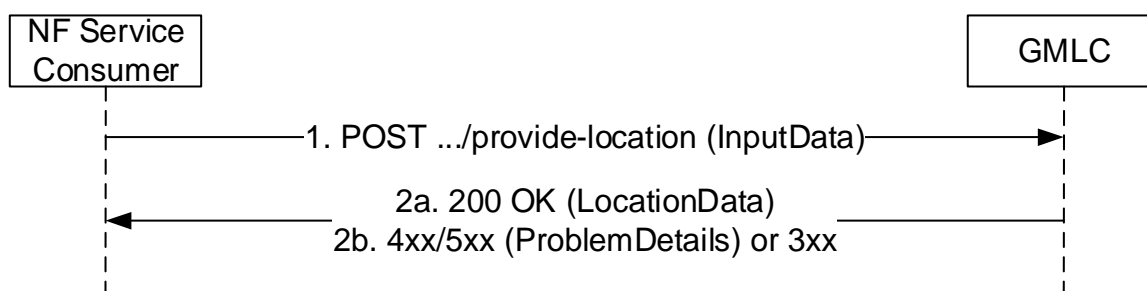 NF Service
Consumer
GMLC
1. POST .../provide-location (InputData)
2a. 200 OK (LocationData)
2b. 4xx/5xx (ProblemDetails) or 3xx